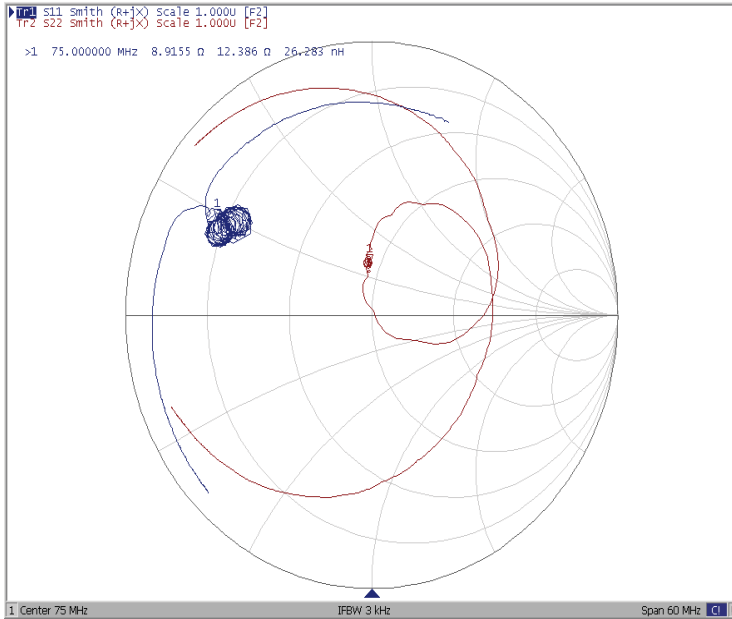 Tr1 S11 Smith (R+jX) Scale 1.000U [F2]
Tr2 S22 Smith (R+jX) Scale 1.000U [F2]
>1 75.000000 MHz 8.9155 Ω 12.386 Ω 26.283 nH
1
1
1 Center 75 MHz IFBW 3 kHz Span 60 MHz C!